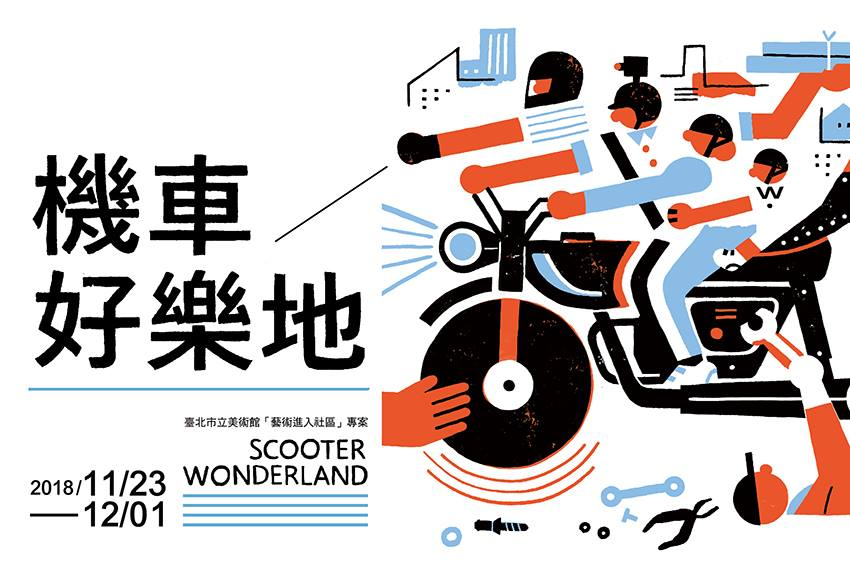 機車
好樂地
臺北市立美術館「藝術進入社區」專案
SCOOTER
WONDERLAND
2018/11/23
—12/01